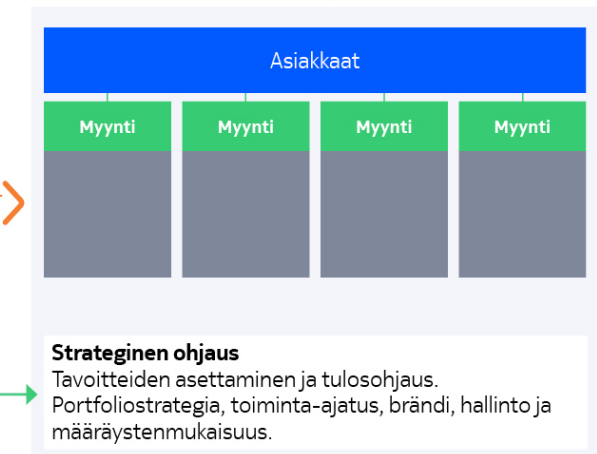 Asiakkaat
Myynti Myynti Myynti Myynti
Strateginen ohjaus
Tavoitteiden asettaminen ja tulosohjaus.
Portfoliostrategia, toiminta-ajatus, brändi, hallinto ja
määräystenmukaisuus.